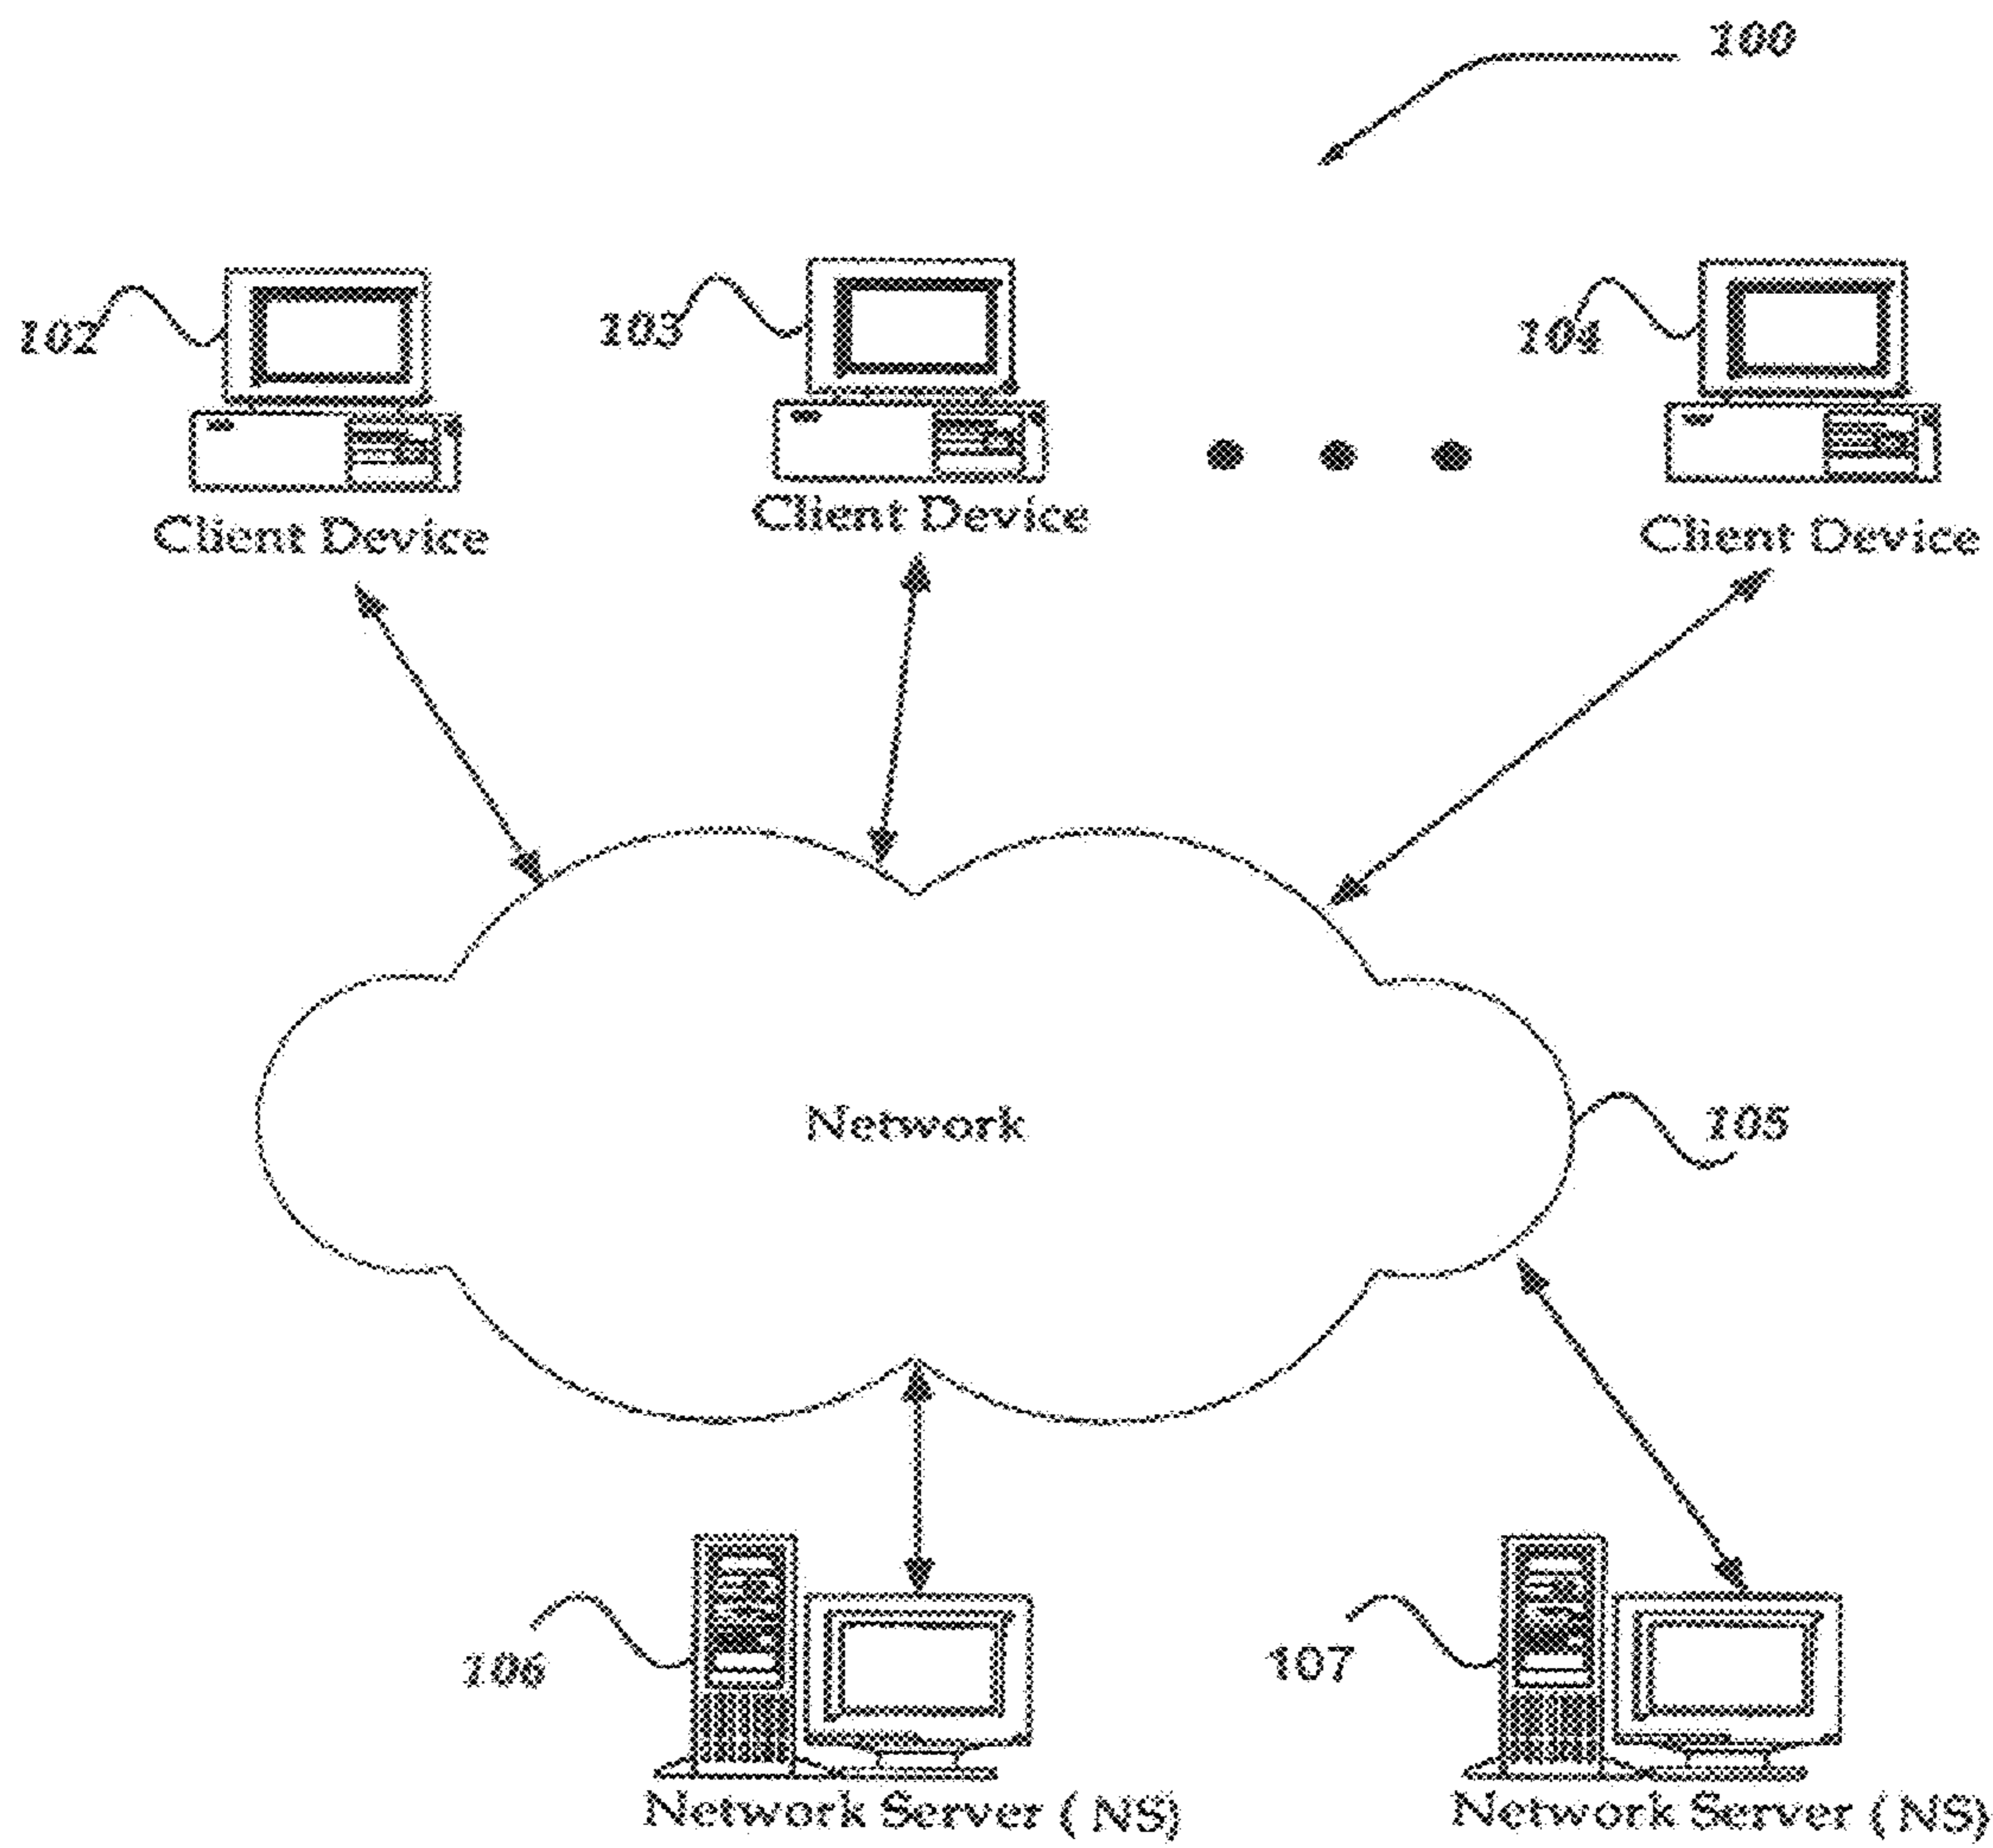 100
102
103
104
Client Device
Client Device
Client Device
Network
105
106
107
Network Server (NS)
Network Server (NS)